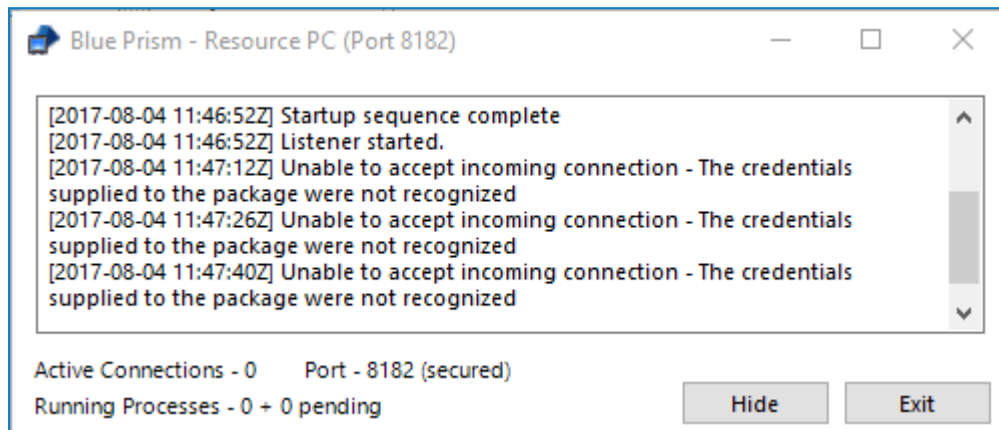 Blue Prism - Resource PC (Port 8182)
[2017-08-04 11:46:52Z] Startup sequence complete
[2017-08-04 11:46:52Z] Listener started.
[2017-08-04 11:47:12Z] Unable to accept incoming connection - The credentials
supplied to the package were not recognized
[2017-08-04 11:47:26Z] Unable to accept incoming connection - The credentials
supplied to the package were not recognized
[2017-08-04 11:47:40Z] Unable to accept incoming connection - The credentials
supplied to the package were not recognized
Active Connections - 0 Port - 8182 (secured)
Running Processes - 0 + 0 pending
Hide Exit